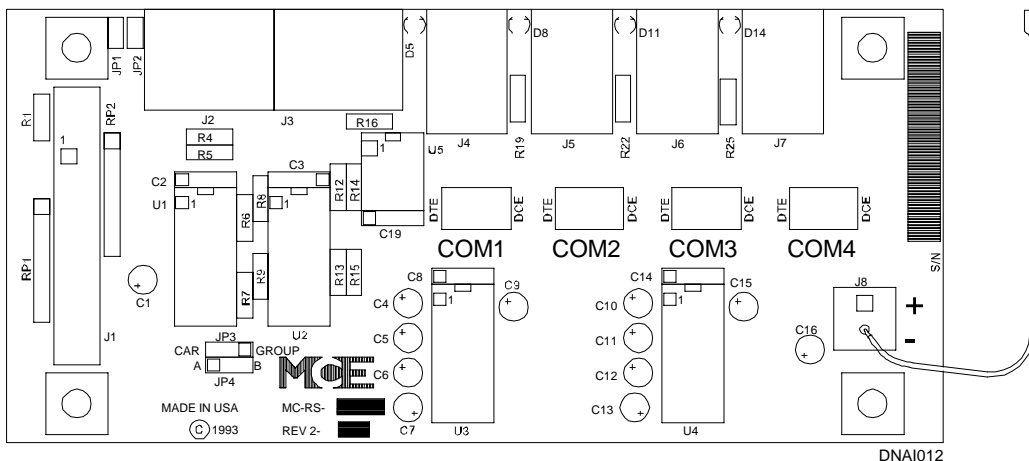 JP1
JP2
D5
D8
D11
D14
R1
RP2
1
J2
J3
R16
R4
R5
U5
1
J4
R19
J5
R22
J6
R25
J7
C2
C3
U1
1
R6
R8
1
R12
R14
C19
DTE
DCE
DTE
DCE
DTE
DCE
DTE
DCE
COM1
COM2
COM3
COM4
S/N
RP1
C1
R7
R9
R13
R15
C8
1
C9
C14
1
C15
J8
+
-
C4
C5
C6
C7
C10
C11
C12
C13
C16
J1
JP3
U2
CAR
GROUP
A
B
JP4
MCE
MADE IN USA
MC-RS-
C 1993
REV 2-
U3
U4
DNAI012